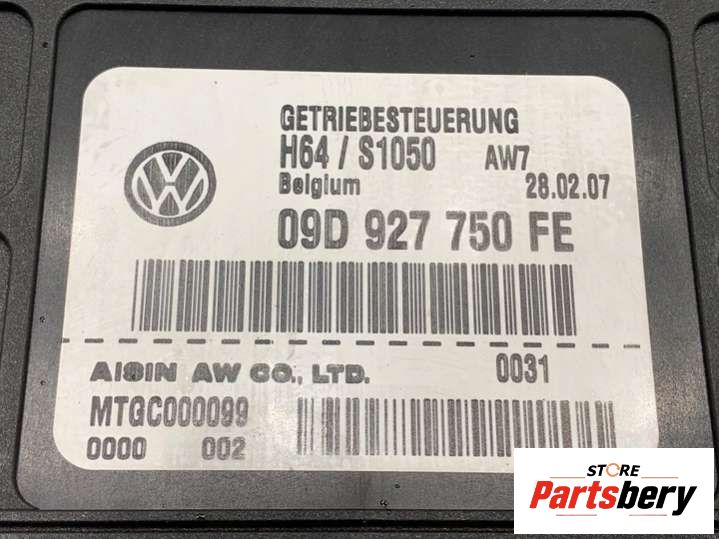 GETRIEBESTEUERUNG
H64 / S1050 AW7
Belgium 28.02.07
09D 927 750 FE
AISIN AW CO., LTD. 0031
MTGC000099
0000 002
STORE
Partsbery